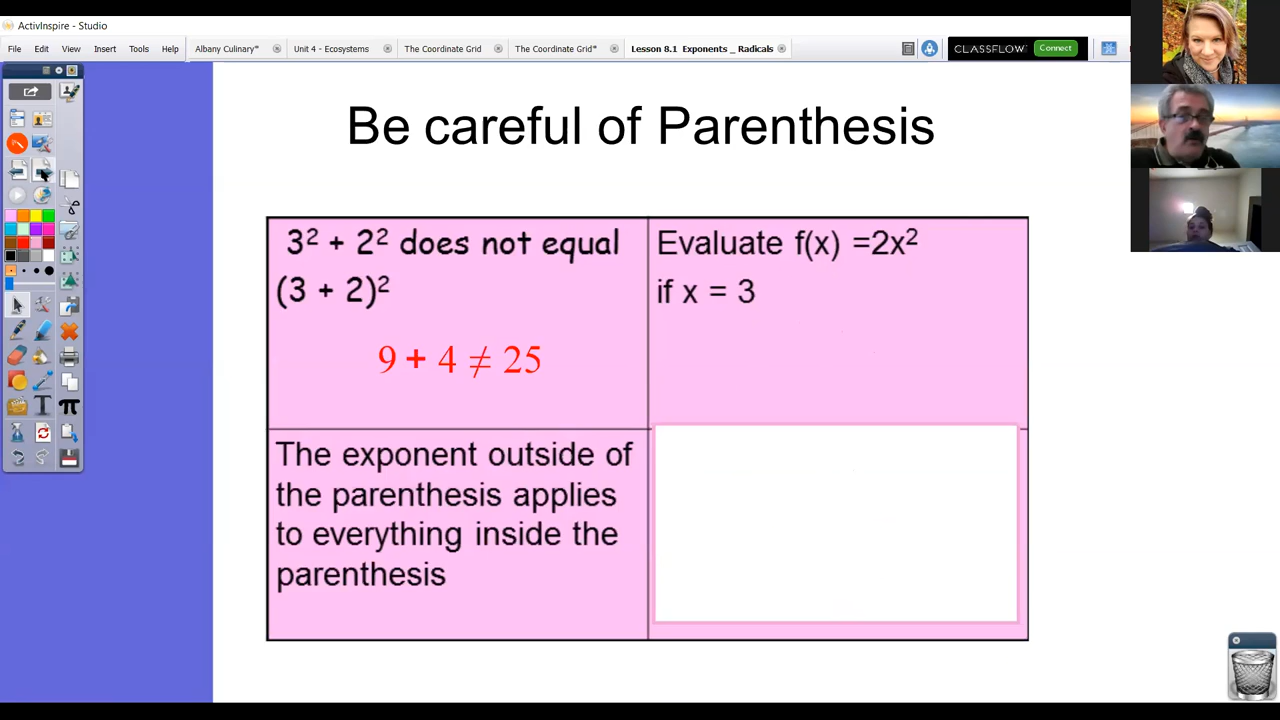 ActivInspire - Studio
File Edit View Insert Tools Help Albany Culinary* Unit 4 - Ecosystems The Coordinate Grid The Coordinate Grid* Lesson 8.1 Exponents _ Radicals CLASSFLOW Connect
Be careful of Parenthesis
3² + 2² does not equal
(3 + 2)²
9 + 4 ≠ 25
Evaluate f(x) =2x²
if x = 3
The exponent outside of
the parenthesis applies
to everything inside the
parenthesis